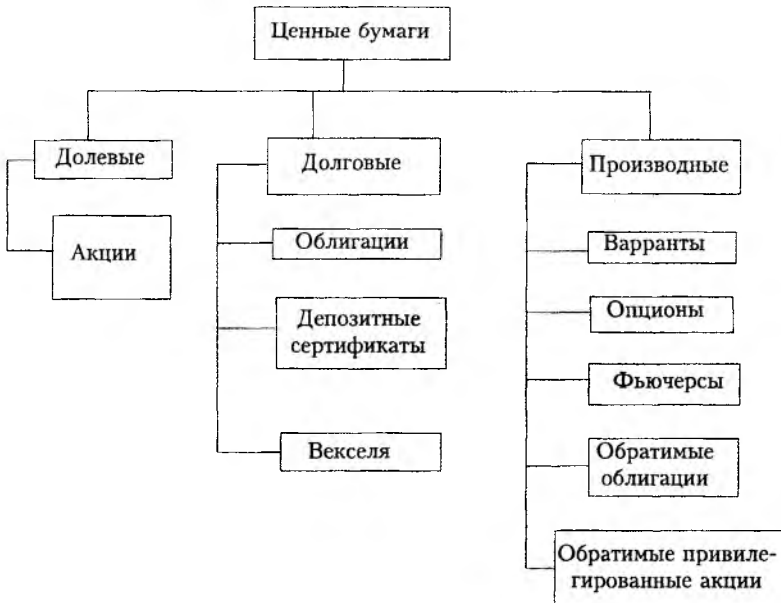 Ценные бумаги
Долевые
Акции
Долговые
Облигации
Депозитные
сертификаты
Векселя
Производные
Варранты
Опционы
Фьючерсы
Обратимые
облигации
Обратимые привиле-
гированные акции